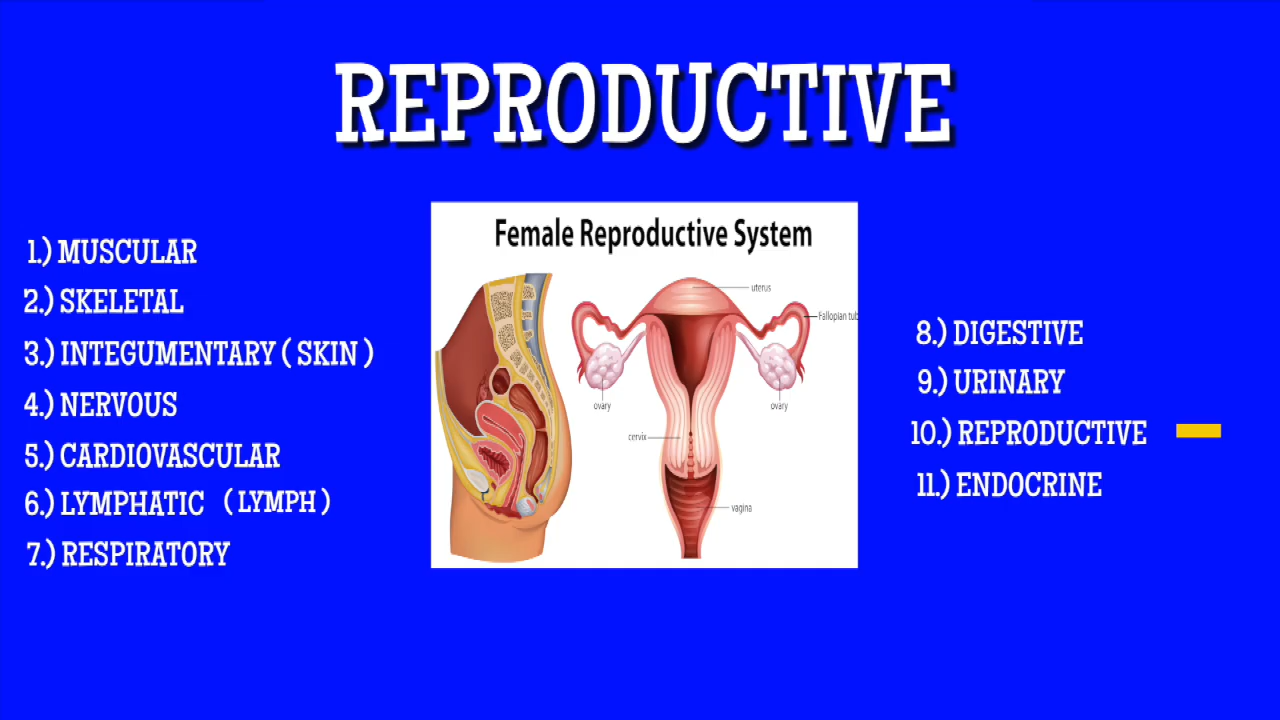 REPRODUCTIVE
1.) MUSCULAR
2.) SKELETAL
3.) INTEGUMENTARY ( SKIN )
4.) NERVOUS
5.) CARDIOVASCULAR
6.) LYMPHATIC ( LYMPH )
7.) RESPIRATORY
Female Reproductive System
uterus
Fallopian tub
ovary
ovary
cervix
vagina
8.) DIGESTIVE
9.) URINARY
10.) REPRODUCTIVE
11.) ENDOCRINE